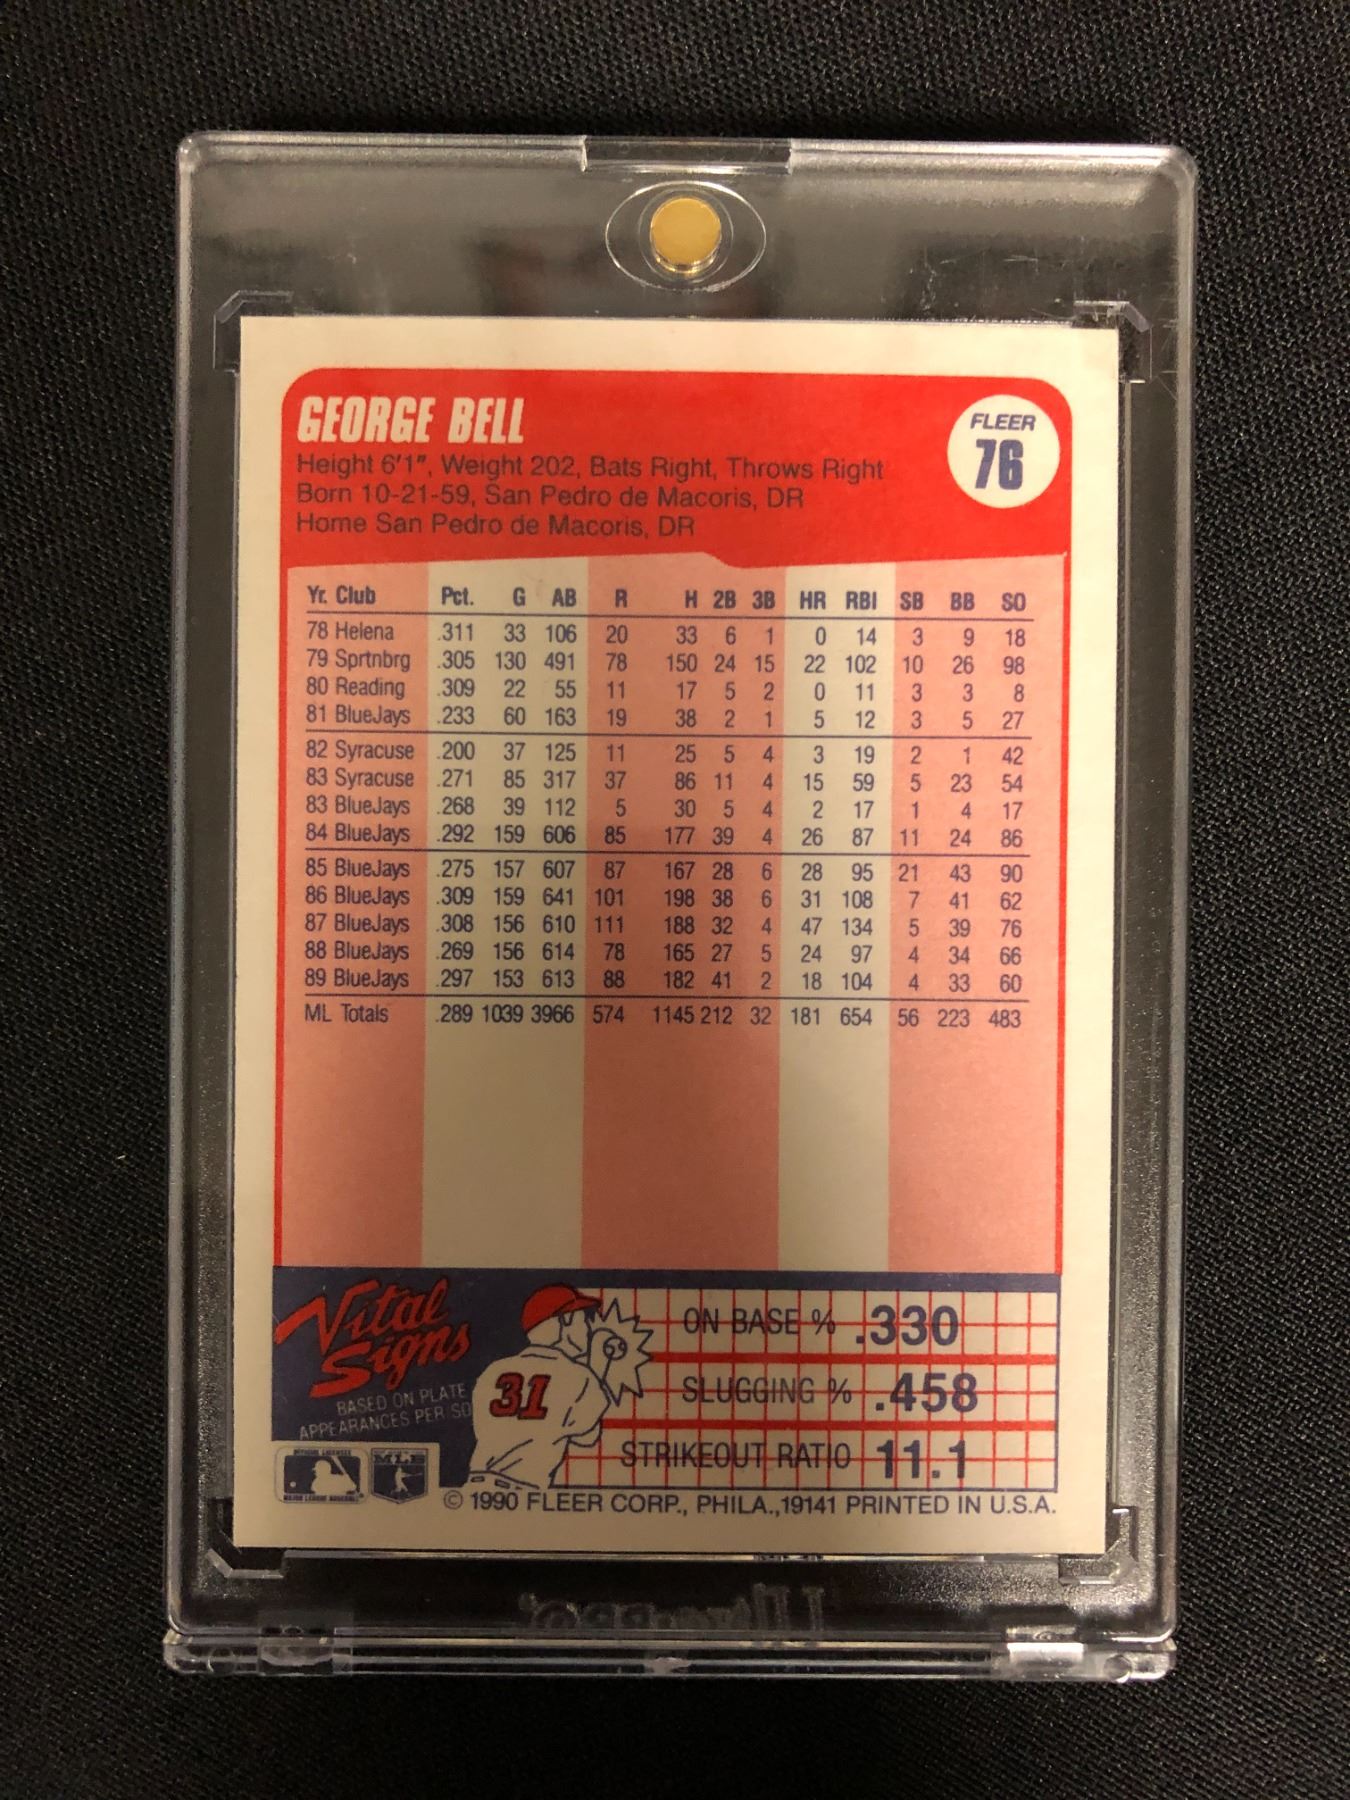 GEORGE BELL
FLEER
76
Height 6'1", Weight 202, Bats Right, Throws Right
Born 10-21-59, San Pedro de Macoris, DR
Home San Pedro de Macoris, DR
Yr. Club Pct. G AB R H 2B 3B HR RBI SB BB SO
78 Helena .311 33 106 20 33 6 1 0 14 3 9 18
79 Sprtnbrg .305 130 491 78 150 24 15 22 102 10 26 98
80 Reading .309 22 55 11 17 5 2 0 11 3 3 8
81 BlueJays .233 60 163 19 38 2 1 5 12 3 5 27
82 Syracuse .200 37 125 11 25 5 4 3 19 2 1 42
83 Syracuse .271 85 317 37 86 11 4 15 59 5 23 54
83 BlueJays .268 39 112 5 30 5 4 2 17 1 4 17
84 BlueJays .292 159 606 85 177 39 4 26 87 11 24 86
85 BlueJays .275 157 607 87 167 28 6 28 95 21 43 90
86 BlueJays .309 159 641 101 198 38 6 31 108 7 41 62
87 BlueJays .308 156 610 111 188 32 4 47 134 5 39 76
88 BlueJays .269 156 614 78 165 27 5 24 97 4 34 66
89 BlueJays .297 153 613 88 182 41 2 18 104 4 33 60
ML Totals .289 1039 3966 574 1145 212 32 181 654 56 223 483
Vital
Signs
BASED ON PLATE
APPEARANCES PER SO
31
ON BASE % .330
SLUGGING % .458
STRIKEOUT RATIO 11.1
OFFICIAL LICENSEE
MAJOR LEAGUE BASEBALL
© 1990 FLEER CORP., PHILA.,19141 PRINTED IN U.S.A.